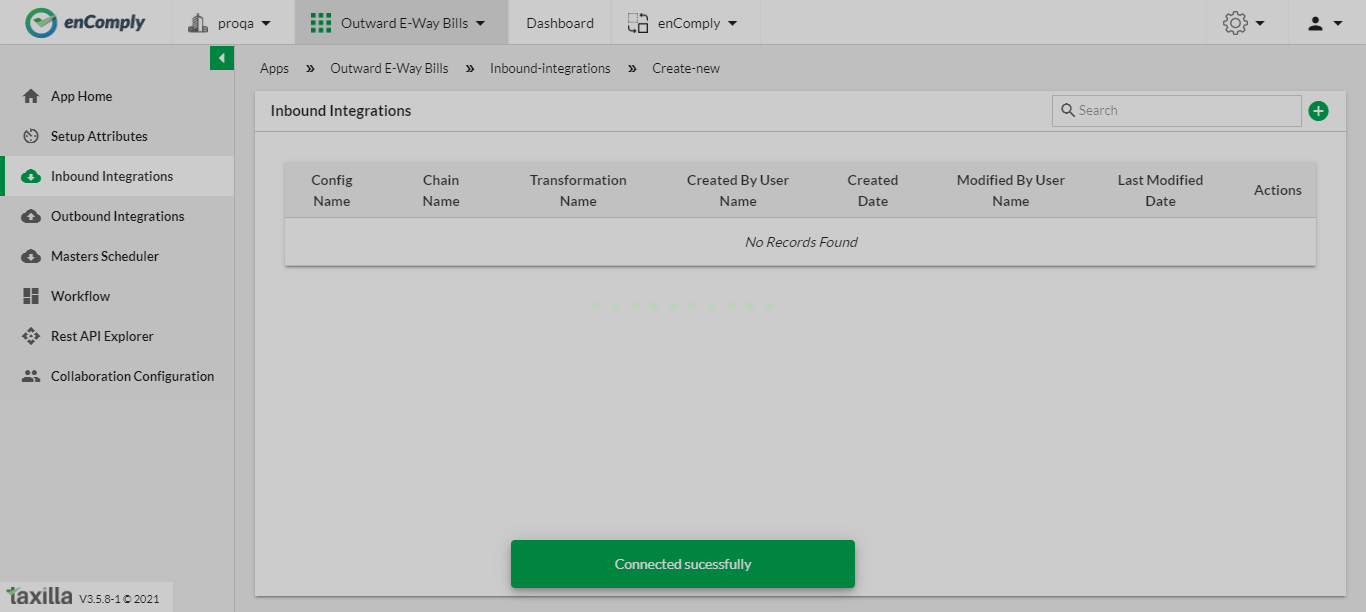 enComply proqa Outward E-Way Bills Dashboard enComply
Apps » Outward E-Way Bills » Inbound-integrations » Create-new
App Home
Setup Attributes
Inbound Integrations
Outbound Integrations
Masters Scheduler
Workflow
Rest API Explorer
Collaboration Configuration
Inbound Integrations Search
Config Name
Chain Name
Transformation Name
Created By User Name
Created Date
Modified By User Name
Last Modified Date
Actions
No Records Found
Connected sucessfully
taxilla V3.5.8-1 © 2021